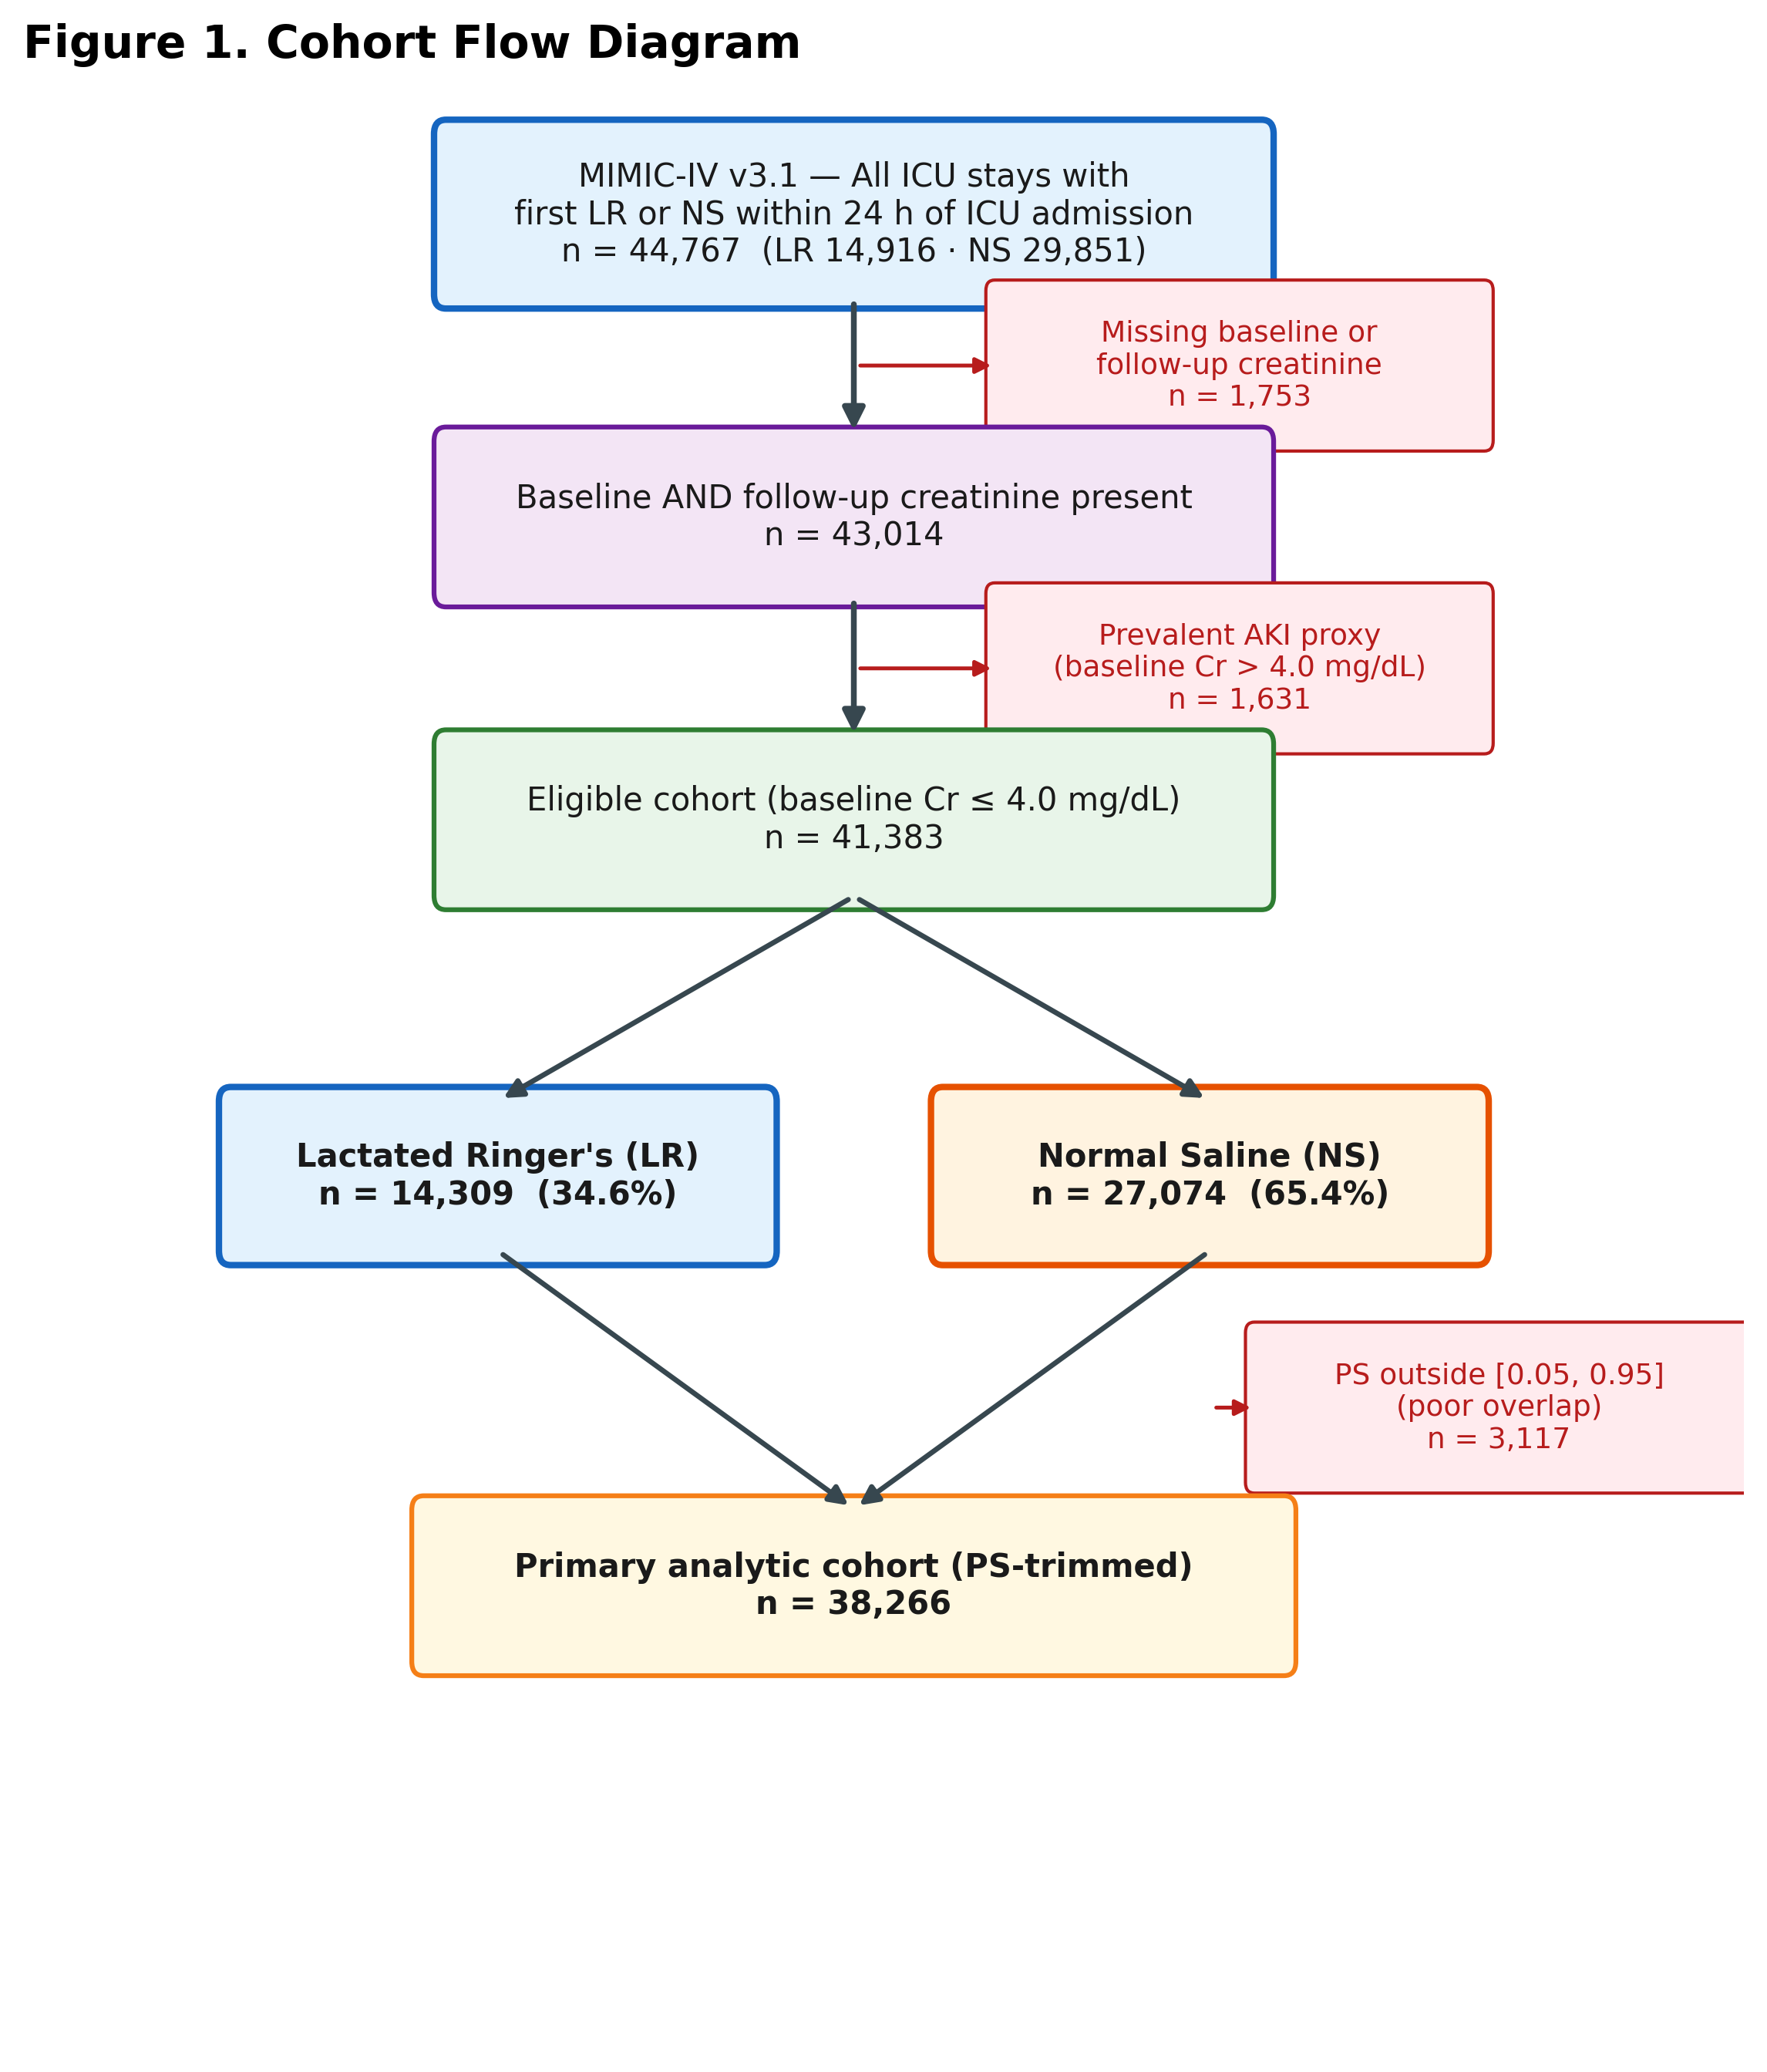 Figure 1. Cohort Flow Diagram
MIMIC-IV v3.1 — All ICU stays with
first LR or NS within 24 h of ICU admission
n = 44,767  (LR 14,916 · NS 29,851)
Missing baseline or
follow-up creatinine
n = 1,753
Baseline AND follow-up creatinine present
n = 43,014
Prevalent AKI proxy
(baseline Cr > 4.0 mg/dL)
n = 1,631
Eligible cohort (baseline Cr ≤ 4.0 mg/dL)
n = 41,383
Lactated Ringer's (LR)
n = 14,309  (34.6%)
Normal Saline (NS)
n = 27,074  (65.4%)
PS outside [0.05, 0.95]
(poor overlap)
n = 3,117
Primary analytic cohort (PS-trimmed)
n = 38,266